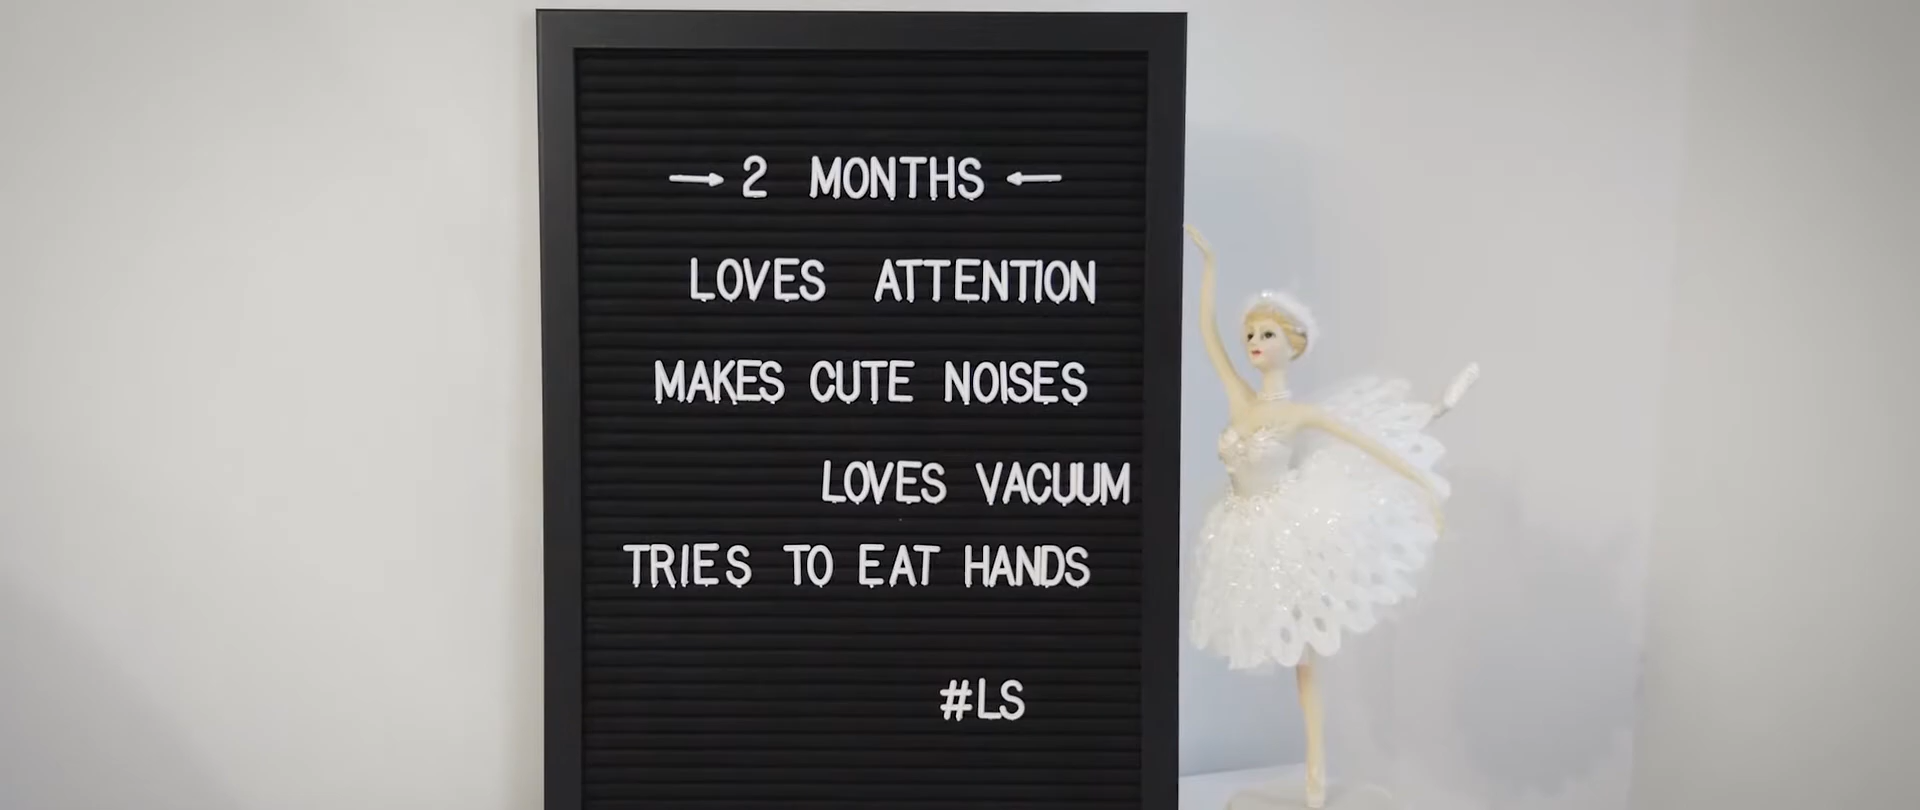 → 2 MONTHS ←
LOVES ATTENTION
MAKES CUTE NOISES
LOVES VACUUM
TRIES TO EAT HANDS
#LS